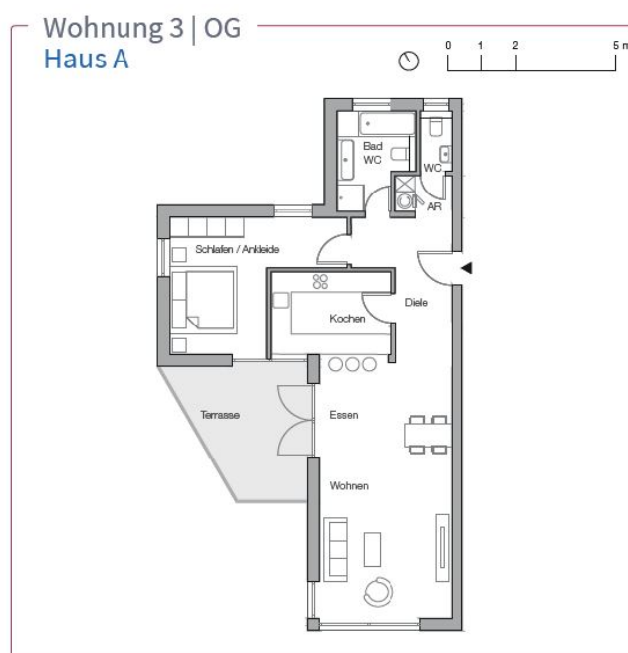 Wohnung 3 | OG
Haus A
0 1 2 5 m
Bad
WC
WC
AR
Schlafen / Ankleide
Diele
Kochen
Terrasse
Essen
Wohnen